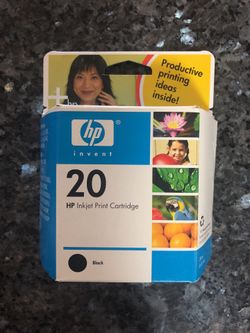 Productive
printing
ideas
inside!
hp
invent
20
HP Inkjet Print Cartridge
Black